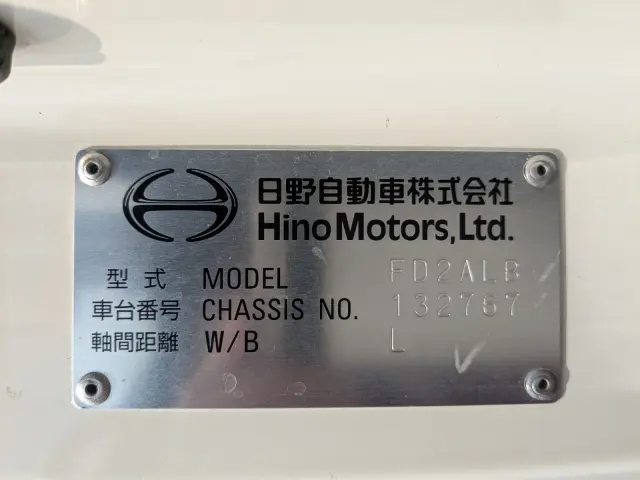 日野自動車株式会社
Hino Motors, Ltd.
型式 MODEL FD2ALB
車台番号 CHASSIS NO. 132767
軸間距離 W/B L